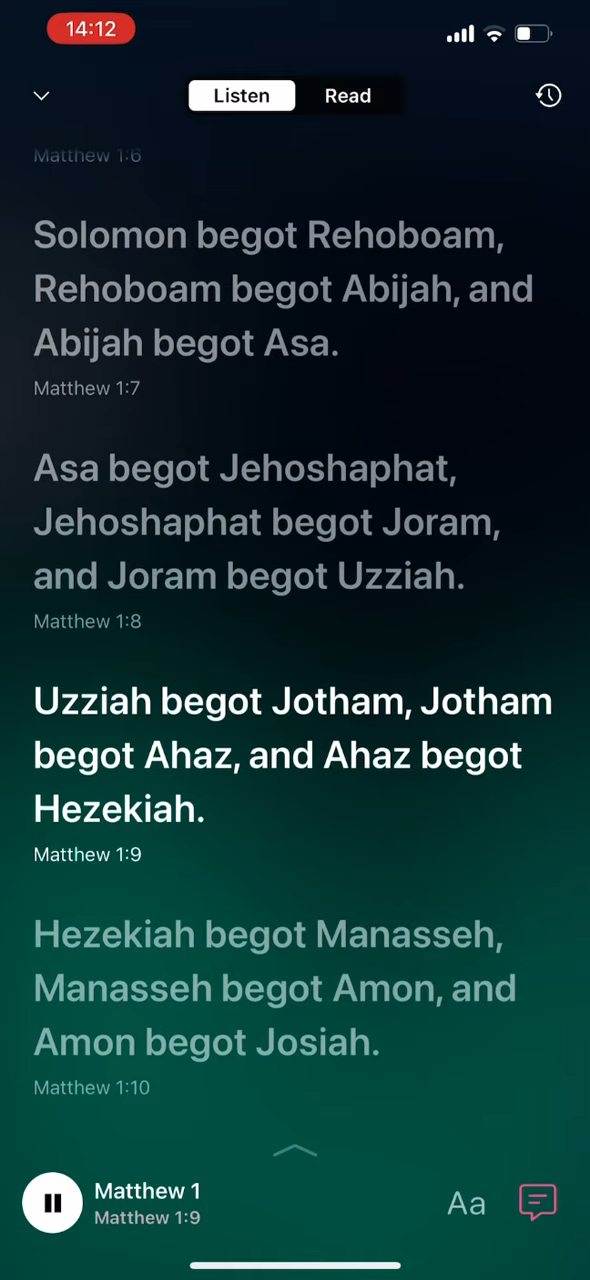 14:12
Listen
Read
Matthew 1:6
Solomon begot Rehoboam,
Rehoboam begot Abijah, and
Abijah begot Asa.
Matthew 1:7
Asa begot Jehoshaphat,
Jehoshaphat begot Joram,
and Joram begot Uzziah.
Matthew 1:8
Uzziah begot Jotham, Jotham
begot Ahaz, and Ahaz begot
Hezekiah.
Matthew 1:9
Hezekiah begot Manasseh,
Manasseh begot Amon, and
Amon begot Josiah.
Matthew 1:10
Matthew 1
Matthew 1:9
Aa